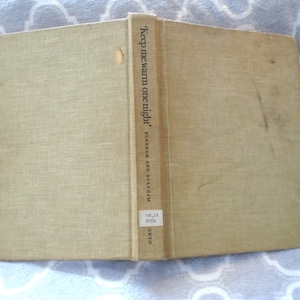 'Keep me warm one night'
BURNHAM AND BURNHAM